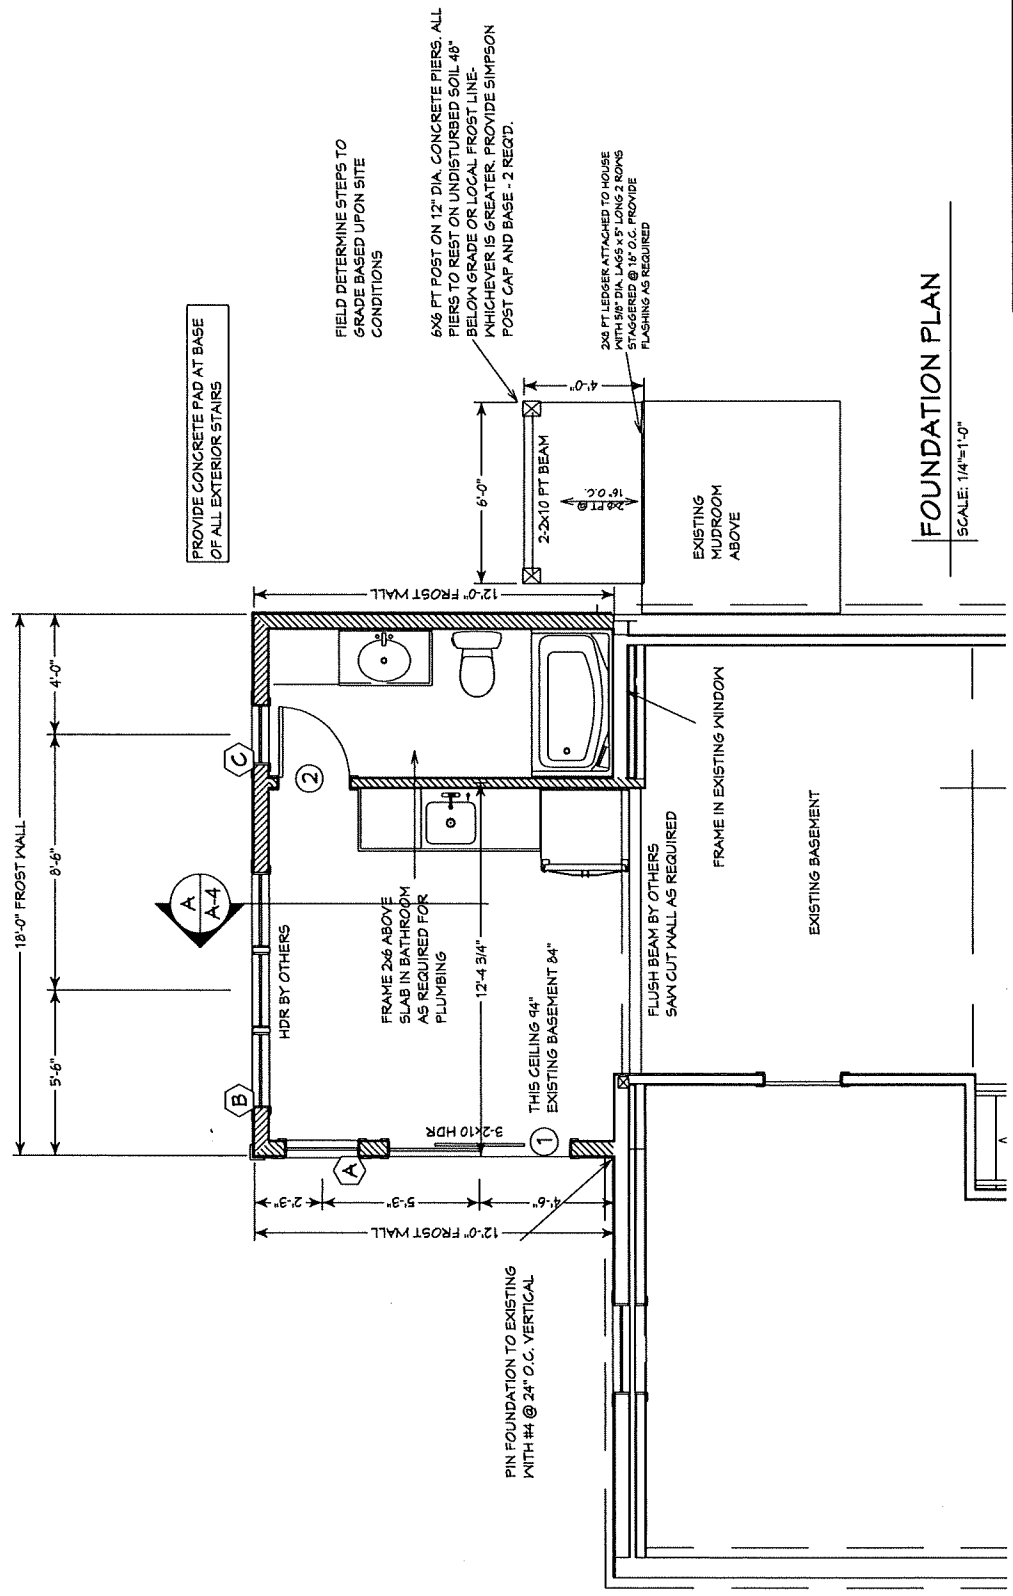 PROVIDE CONCRETE PAD AT BASE
OF ALL EXTERIOR STAIRS
FIELD DETERMINE STEPS TO
GRADE BASED UPON SITE
CONDITIONS
6X6 PT POST ON 12" DIA. CONCRETE PIERS. ALL
PIERS TO REST ON UNDISTURBED SOIL 48"
BELOW GRADE OR LOCAL FROST LINE-
WHICHEVER IS GREATER. PROVIDE SIMPSON
POST CAP AND BASE - 2 REQ'D.
2X8 PT LEDGER ATTACHED TO HOUSE
WITH 5/8" DIA. LAGS x 5" LONG 2 ROWS
STAGGERED @ 16" O.C. PROVIDE
FLASHING AS REQUIRED
18'-0" FROST WALL
5'-6"
8'-6"
4'-0"
12'-0" FROST WALL
6'-0"
4'-0"
2-2x10 PT BEAM
2x8 PT @
16" O.C.
EXISTING
MUDROOM
ABOVE
A
A-4
B
C
2
HDR BY OTHERS
FRAME 2x6 ABOVE
SLAB IN BATHROOM
AS REQUIRED FOR
PLUMBING
12'-4 3/4"
THIS CEILING 94"
EXISTING BASEMENT 84"
3-2x10 HDR
1
A
2'-3"
5'-3"
4'-6"
12'-0" FROST WALL
FLUSH BEAM BY OTHERS
SAW CUT WALL AS REQUIRED
FRAME IN EXISTING WINDOW
EXISTING BASEMENT
PIN FOUNDATION TO EXISTING
WITH #4 @ 24" O.C. VERTICAL
A
FOUNDATION PLAN
SCALE: 1/4"=1'-0"